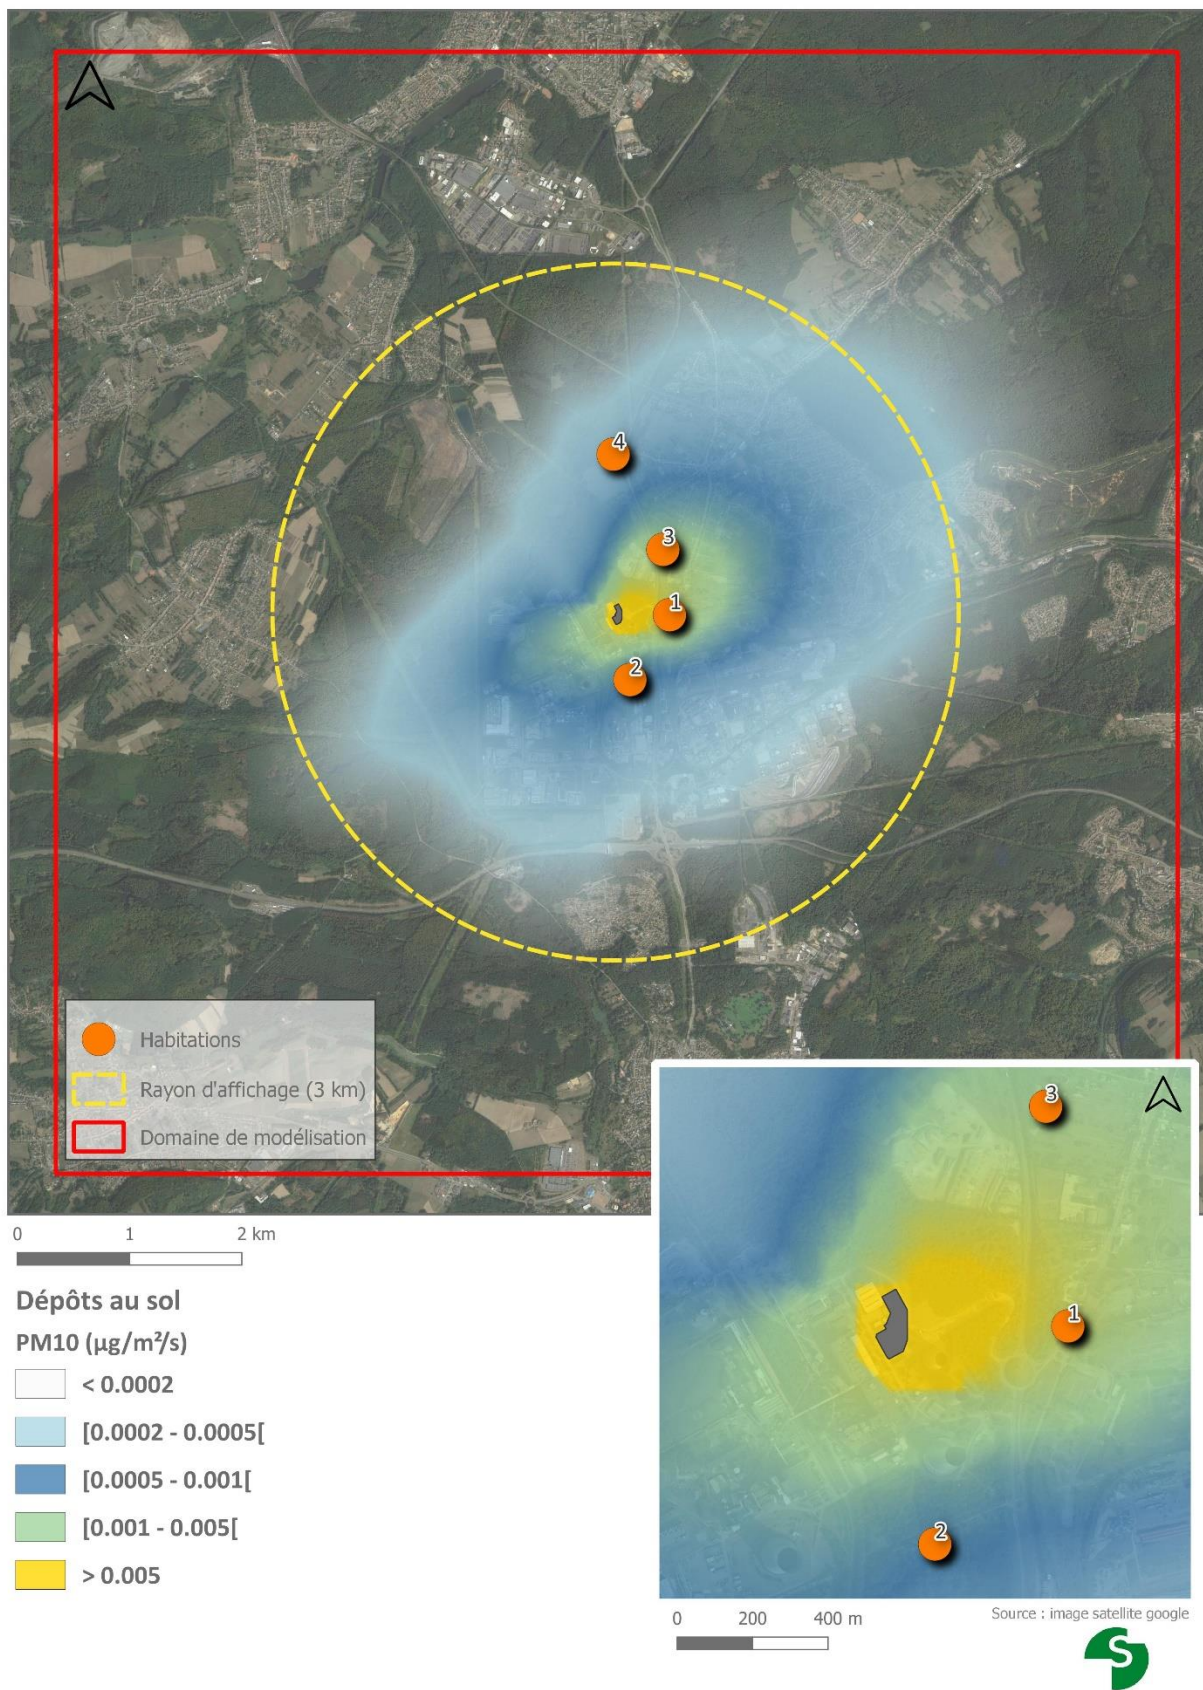 4
3
1
2
Habitations
Rayon d'affichage (3 km)
Domaine de modélisation
0 1 2 km
Dépôts au sol
PM10 (µg/m²/s)
< 0.0002
[0.0002 - 0.0005[
[0.0005 - 0.001[
[0.001 - 0.005[
> 0.005
3
1
2
0 200 400 m
Source : image satellite google
S